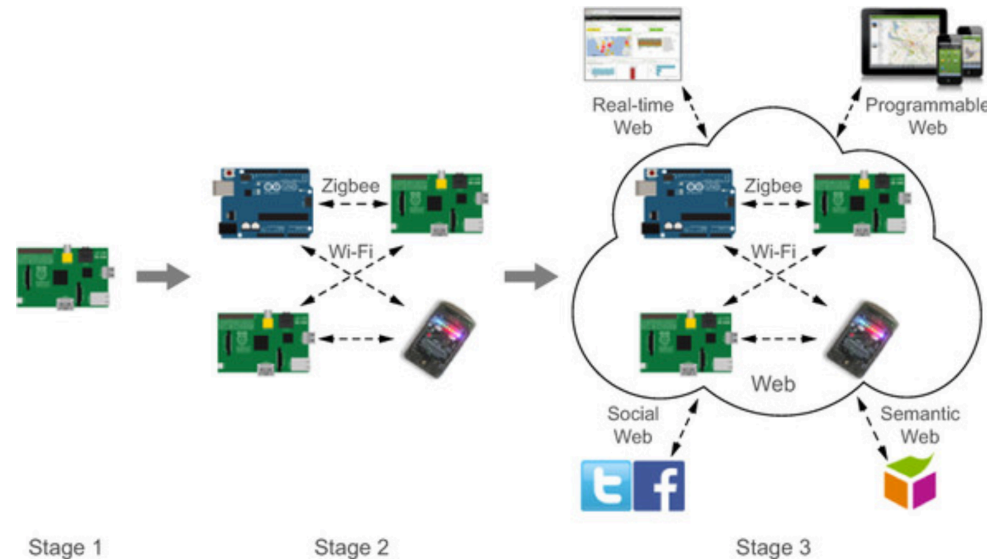 Real-time
Web
Programmable
Web
Zigbee
Wi-Fi
Zigbee
Wi-Fi
Web
Social
Web
Semantic
Web
Stage 1
Stage 2
Stage 3